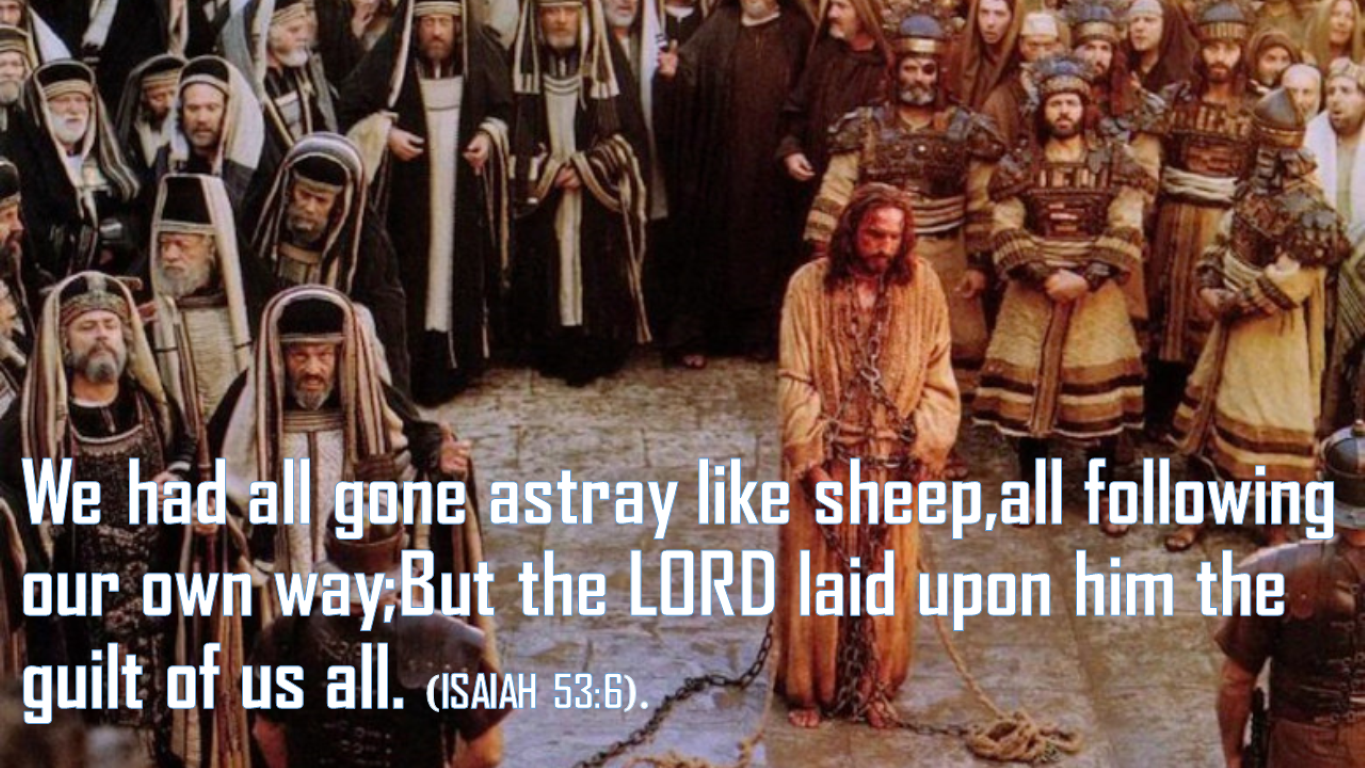 We had all gone astray like sheep,all following
our own way;But the LORD laid upon him the
guilt of us all. (ISAIAH 53:6).